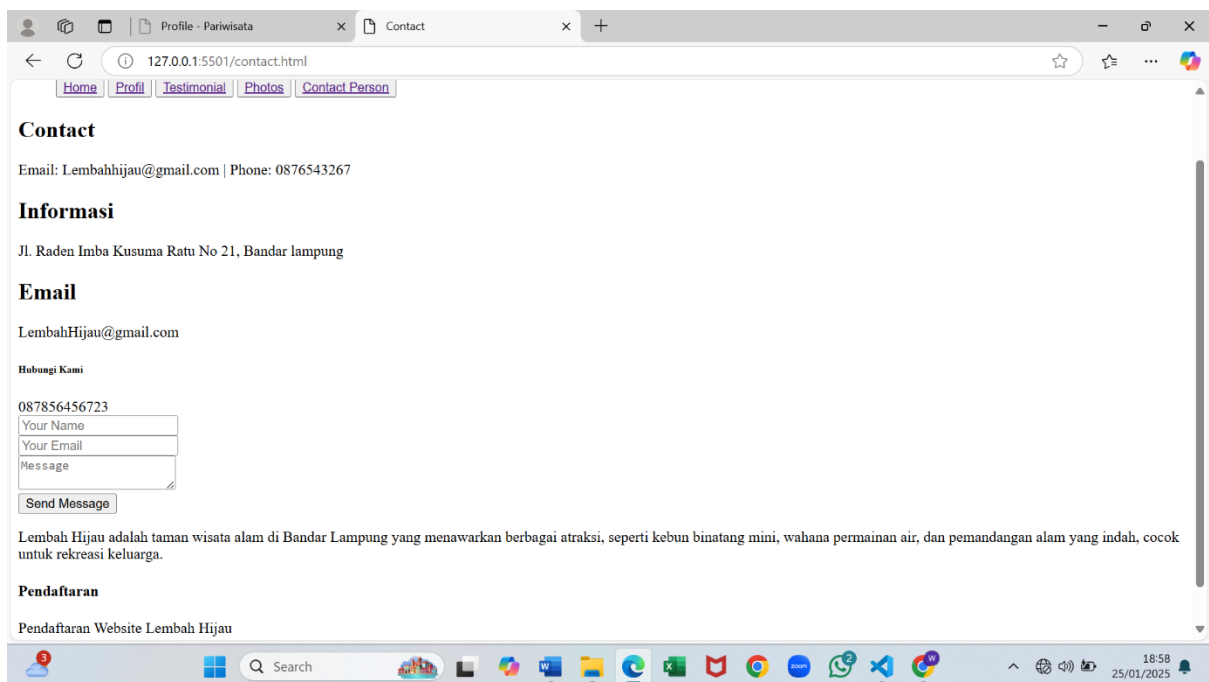 Profile - Pariwisata
Contact
127.0.0.1:5501/contact.html
Home Profil Testimonial Photos Contact Person
Contact
Email: Lembahhijau@gmail.com | Phone: 0876543267
Informasi
Jl. Raden Imba Kusuma Ratu No 21, Bandar lampung
Email
LembahHijau@gmail.com
Hubungi Kami
087856456723
Your Name
Your Email
Message
Send Message
Lembah Hijau adalah taman wisata alam di Bandar Lampung yang menawarkan berbagai atraksi, seperti kebun binatang mini, wahana permainan air, dan pemandangan alam yang indah, cocok
untuk rekreasi keluarga.
Pendaftaran
Pendaftaran Website Lembah Hijau
3
Search
zoom
2
W
18:58
25/01/2025